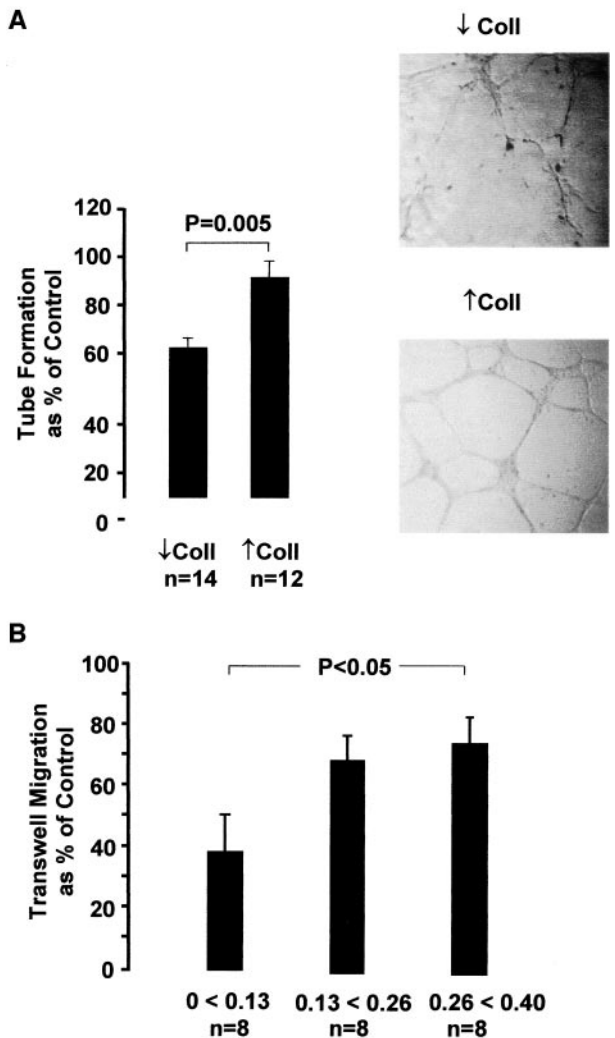 A
↓ Coll
120
100
80
60
40
20
0
Tube Formation
as % of Control
P=0.005
↓Coll
n=14
↑Coll
n=12
↑Coll
B
100
80
60
40
20
0
Transwell Migration
as % of Control
P<0.05
0 < 0.13
n=8
0.13 < 0.26
n=8
0.26 < 0.40
n=8